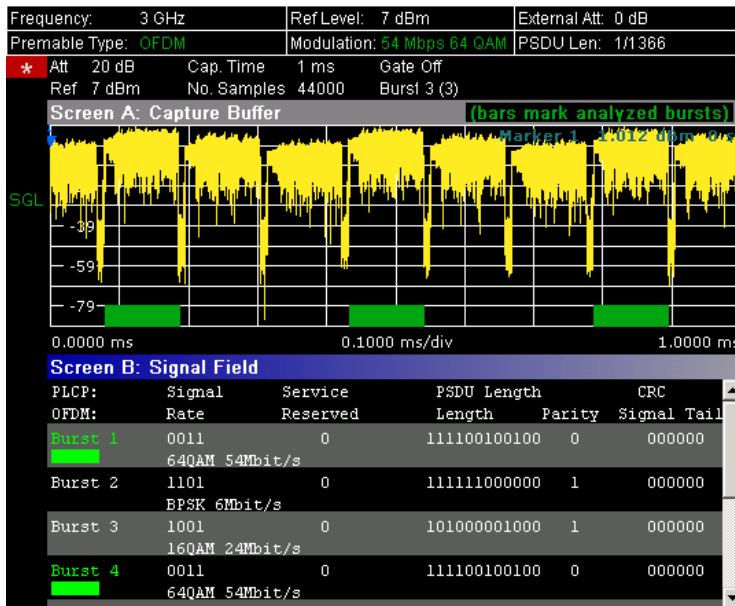 Frequency: 3 GHz Ref Level: 7 dBm External Att: 0 dB
Premable Type: OFDM Modulation: 54 Mbps 64 QAM PSDU Len: 1/1366
* Att 20 dB Cap. Time 1 ms Gate Off
Ref 7 dBm No. Samples 44000 Burst 3 (3)
Screen A: Capture Buffer (bars mark analyzed bursts)
Marker 1 1.012 dBm 0 s
SGL
-39
-59
-79
0.0000 ms 0.1000 ms/div 1.0000 ms
Screen B: Signal Field
PLCP: Signal Service PSDU Length CRC
OFDM: Rate Reserved Length Parity Signal Tail
Burst 1 0011 0 111100100100 0 000000
64QAM 54Mbit/s
Burst 2 1101 0 111111000000 1 000000
BPSK 6Mbit/s
Burst 3 1001 0 101000001000 1 000000
16QAM 24Mbit/s
Burst 4 0011 0 111100100100 0 000000
64QAM 54Mbit/s